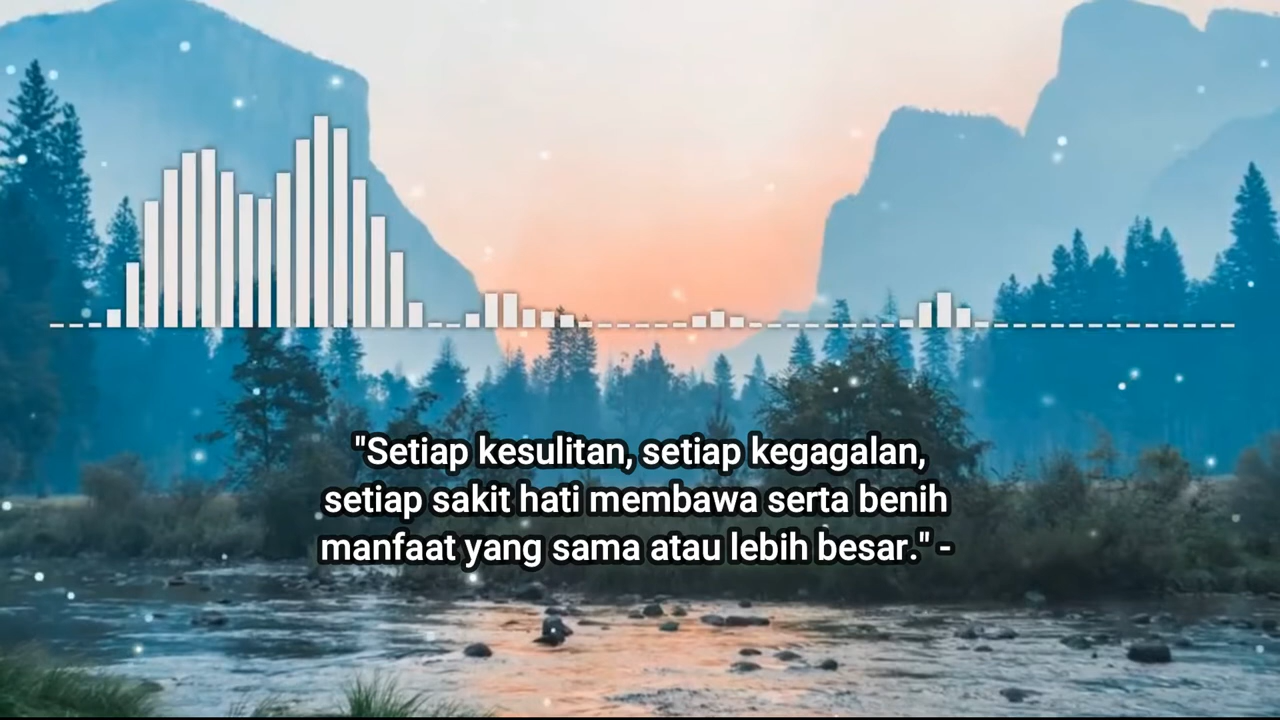 "Setiap kesulitan, setiap kegagalan,
setiap sakit hati membawa serta benih
manfaat yang sama atau lebih besar." -